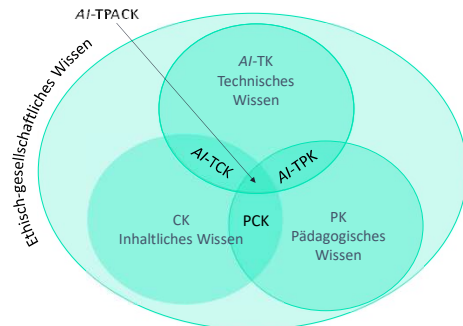 AI-TPACK
Ethisch-gesellschaftliches Wissen
AI-TK
Technisches
Wissen
AI-TCK
AI-TPK
CK
Inhaltliches Wissen
PCK
PK
Pädagogisches
Wissen